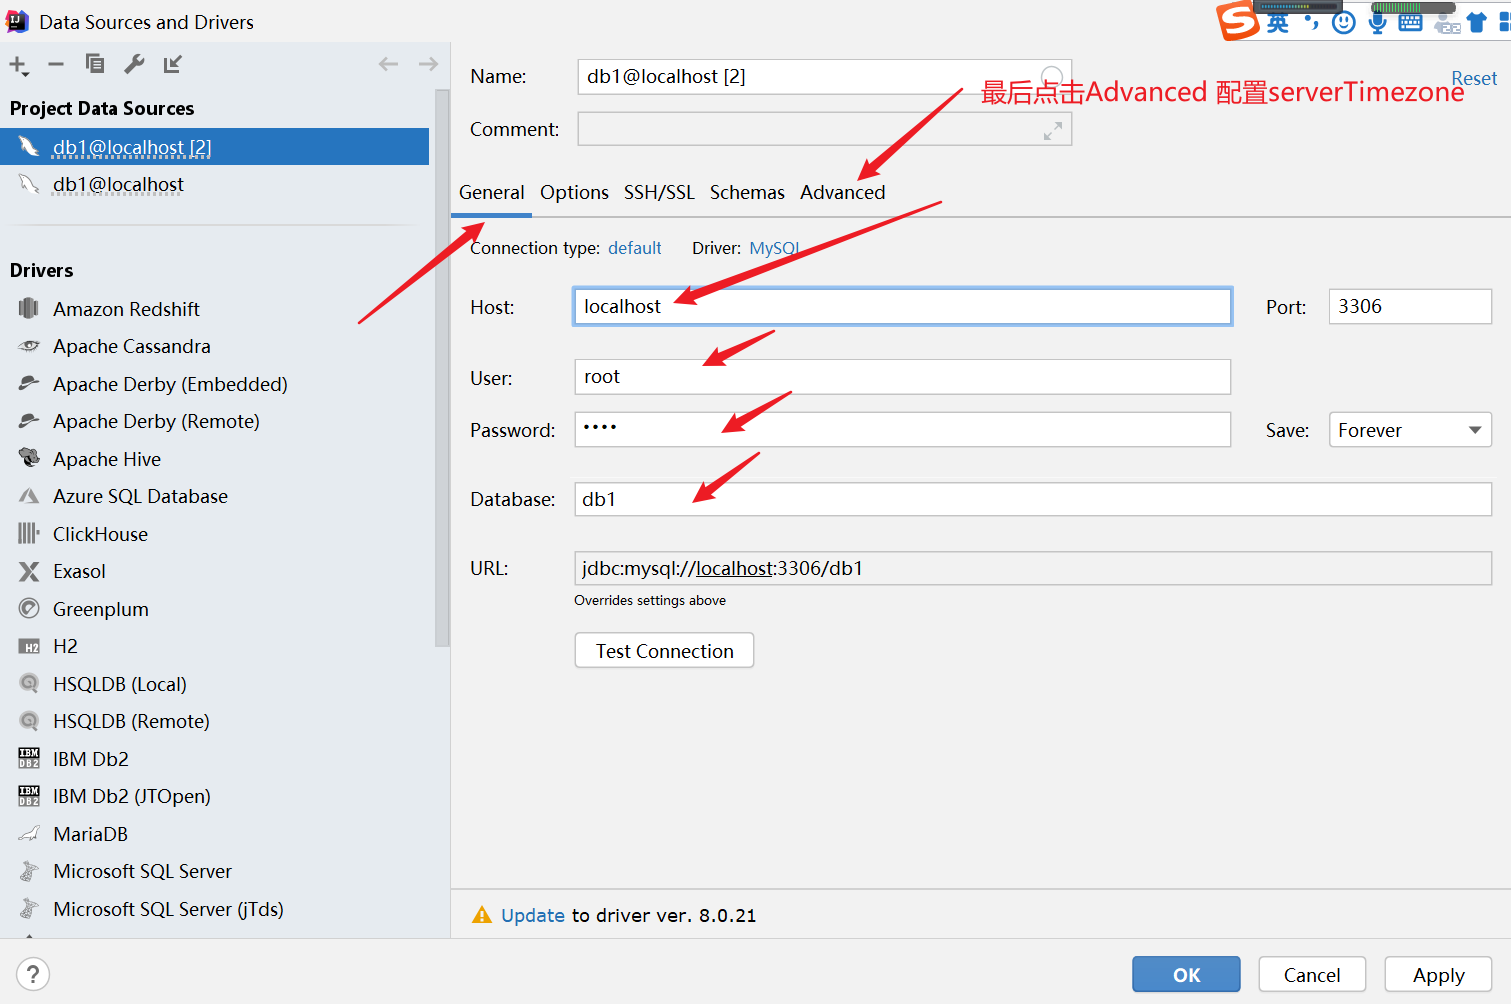 Data Sources and Drivers
英
Project Data Sources
db1@localhost [2]
db1@localhost
Drivers
Amazon Redshift
Apache Cassandra
Apache Derby (Embedded)
Apache Derby (Remote)
Apache Hive
Azure SQL Database
ClickHouse
Exasol
Greenplum
H2
HSQLDB (Local)
HSQLDB (Remote)
IBM Db2
IBM Db2 (JTOpen)
MariaDB
Microsoft SQL Server
Microsoft SQL Server (jTds)
Name: db1@localhost [2]
Reset
最后点击Advanced 配置serverTimezone
Comment:
General Options SSH/SSL Schemas Advanced
Connection type: default Driver: MySQL
Host: localhost Port: 3306
User: root
Password: •••• Save: Forever
Database: db1
URL: jdbc:mysql://localhost:3306/db1
Overrides settings above
Test Connection
Update to driver ver. 8.0.21
? OK Cancel Apply